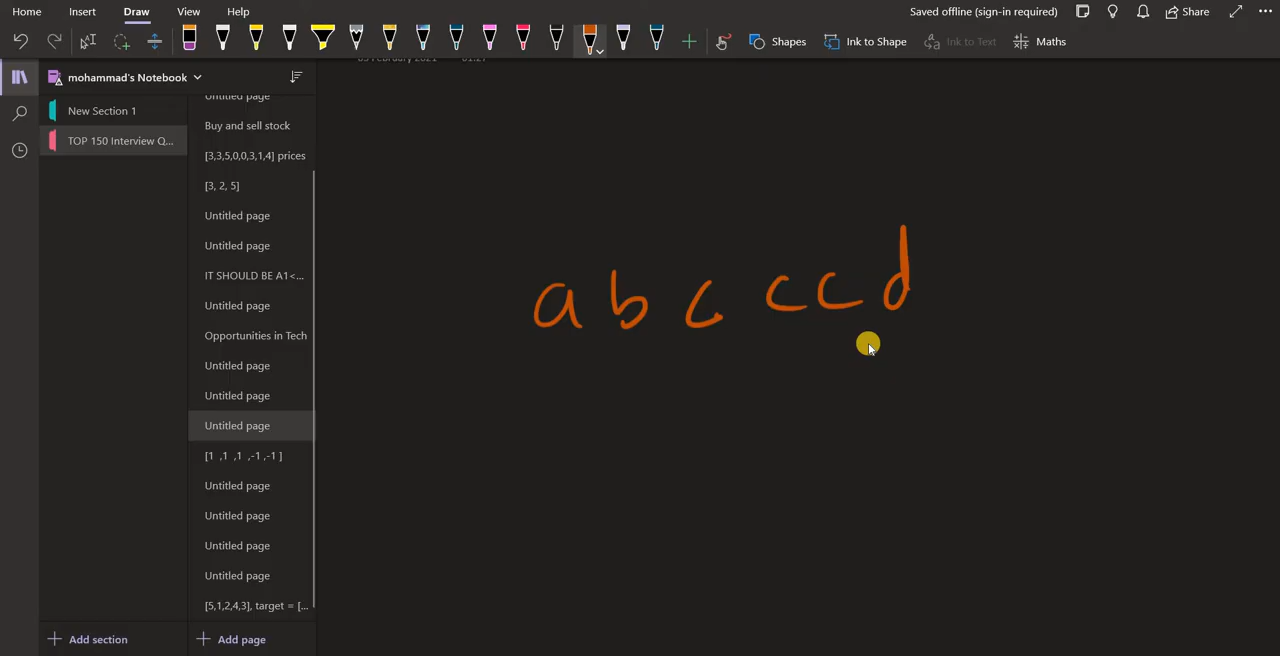 Home Insert Draw View Help Saved offline (sign-in required) Share
Shapes Ink to Shape Ink to Text Maths
mohammad's Notebook
New Section 1
TOP 150 Interview Q...
Untitled page
Buy and sell stock
[3,3,5,0,0,3,1,4] prices
[3, 2, 5]
Untitled page
Untitled page
IT SHOULD BE A1<...
Untitled page
Opportunities in Tech
Untitled page
Untitled page
Untitled page
[1 ,1 ,1 ,-1 ,-1 ]
Untitled page
Untitled page
Untitled page
Untitled page
[5,1,2,4,3], target = [...
Add section
Add page
a b c c c d